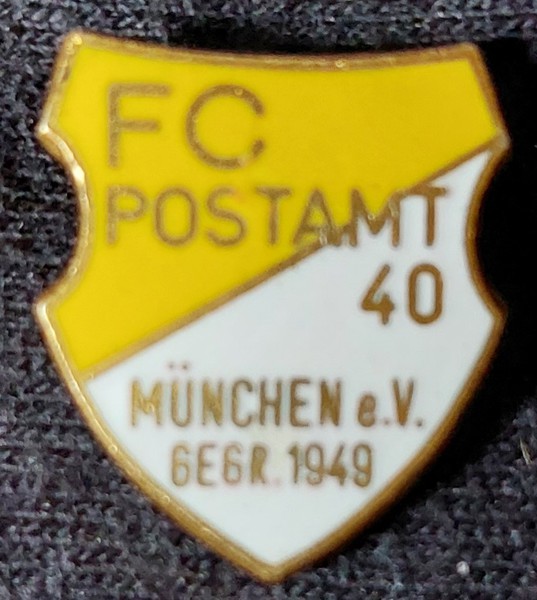 FC
POSTAMT
40
MÜNCHEN e.V.
GEGR. 1949